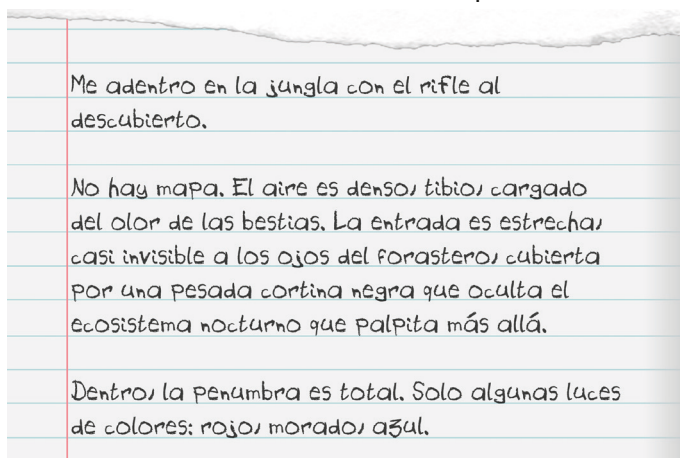 Me adentro en la jungla con el rifle al
descubierto.
No hay mapa. El aire es denso, tibio, cargado
del olor de las bestias. La entrada es estrecha,
casi invisible a los ojos del forastero, cubierta
por una pesada cortina negra que oculta el
ecosistema nocturno que palpita más allá.
Dentro, la penumbra es total. Solo algunas luces
de colores: rojo, morado, azul.